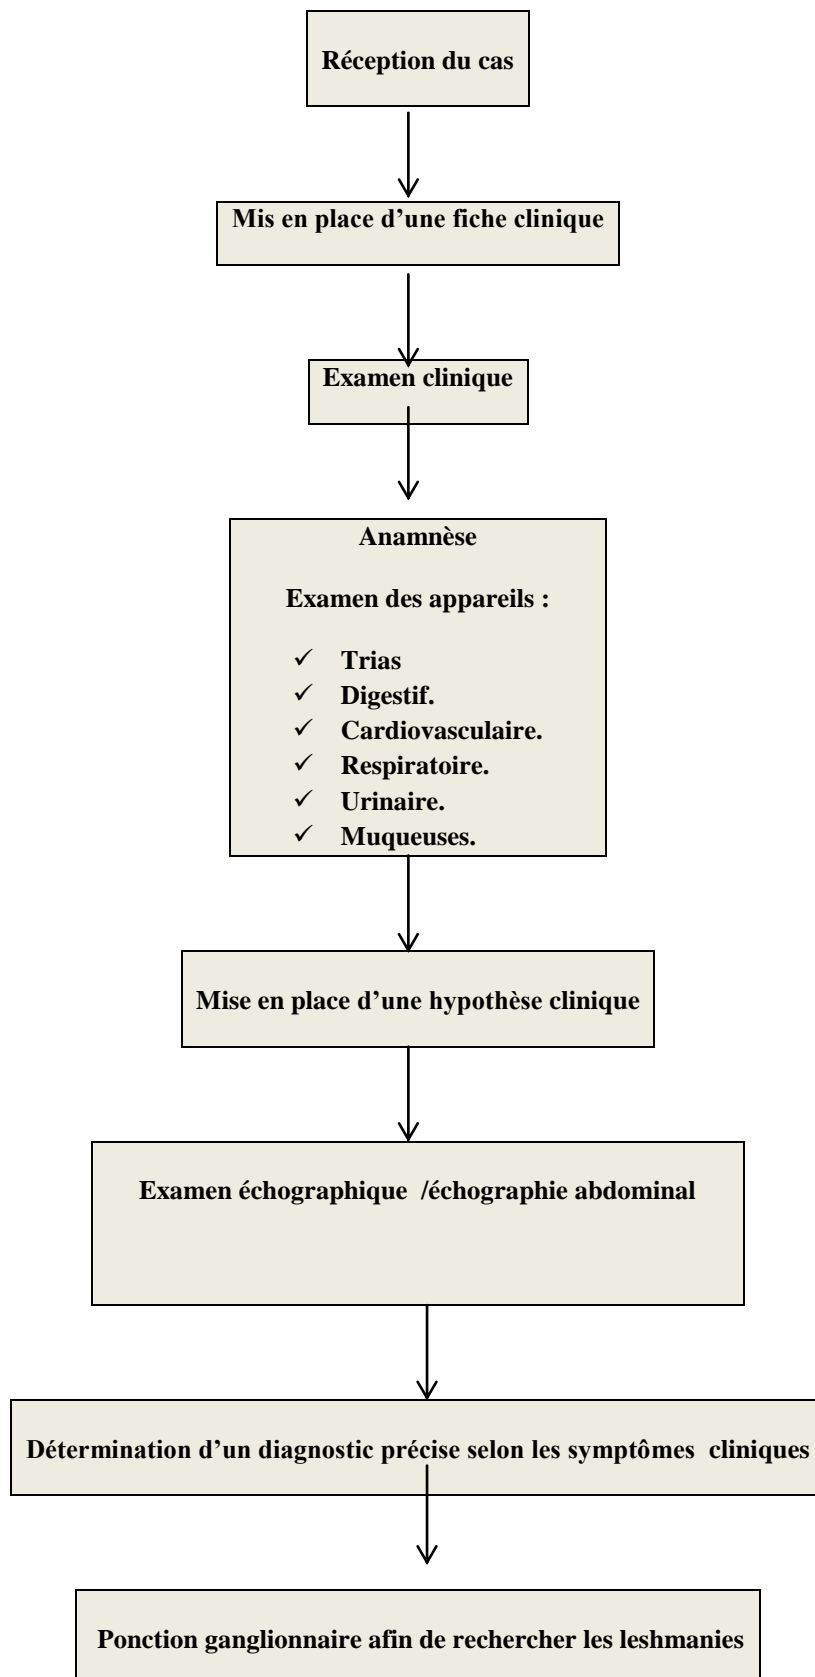 Réception du cas
Mis en place d’une fiche clinique
Examen clinique
Anamnèse
Examen des appareils :
✓ Trias
✓ Digestif.
✓ Cardiovasculaire.
✓ Respiratoire.
✓ Urinaire.
✓ Muqueuses.
Mise en place d’une hypothèse clinique
Examen échographique /échographie abdominal
Détermination d’un diagnostic précise selon les symptômes cliniques
Ponction ganglionnaire afin de rechercher les leshmanies